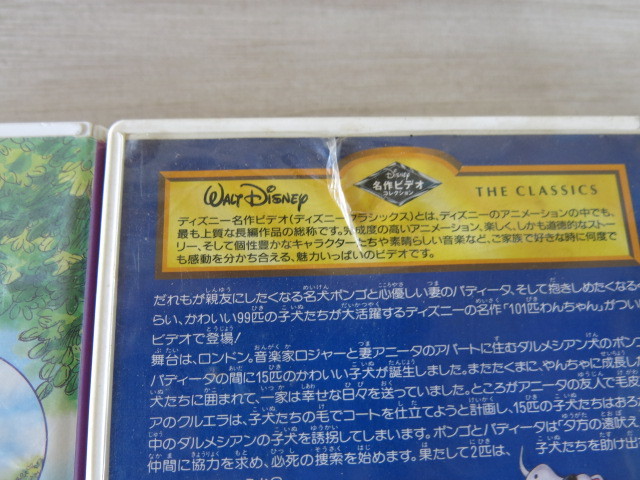 WALT DISNEY
DISNEY
名作ビデオ
コレクション
THE CLASSICS
ディズニー名作ビデオ(ディズニークラシックス)とは、ディズニーのアニメーションの中でも、
最も上質な長編作品の総称です。完成度の高いアニメーション、楽しく、しかも道徳的なストー
リー、そして個性豊かなキャラクターたちや素晴らしい音楽など、ご家族で好きな時に何度で
も感動を分かち合える、魅力いっぱいのビデオです。
だれもが親友にしたくなる名犬ポンゴと心優しい妻のパディータ、そして抱きしめたくなるく
らい、かわいい99匹の子犬たちが大活躍するディズニーの名作「101匹わんちゃん」がつい
ビデオで登場!
舞台は、ロンドン。音楽家ロジャーと妻アニータのアパートに住むダルメシアン犬のポン
パディータの間に15匹のかわいい子犬が誕生しました。またたくまに、やんちゃに成長し
犬たちに囲まれて、一家は幸せな日々を送っていました。ところがアニータの友人で毛皮
アのクルエラは、子犬たちの毛でコートを仕立てようと計画し、15匹の子犬たちはおろか
中のダルメシアンの子犬を誘拐してしまいます。ポンゴとパディータは「夕方の遠吠え
仲間に協力を求め、必死の捜索を始めます。果たして2匹は、子犬たちを助け出